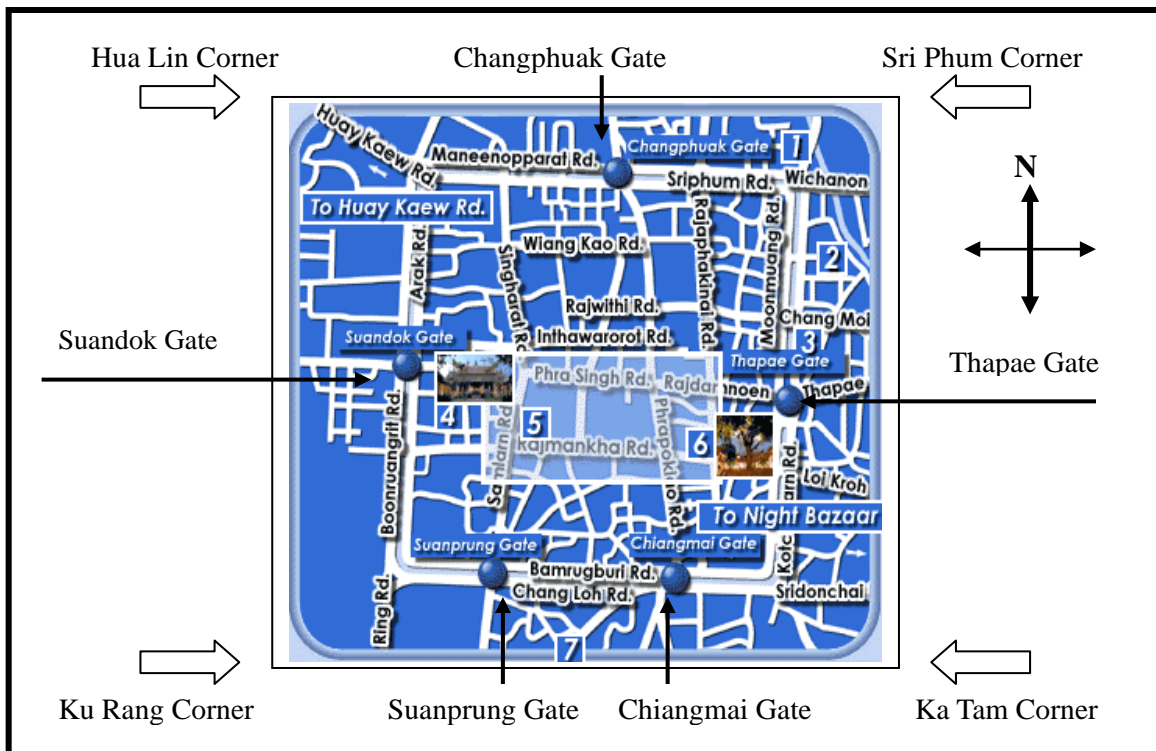 Hua Lin Corner
Changphuak Gate
Sri Phum Corner
N
Huay Kaew Rd.
Maneenopparat Rd.
Changphuak Gate
1
Sriphum Rd.
Wichanon
To Huay Kaew Rd.
Arak Rd.
Singharat Rd.
Wiang Kao Rd.
Rajaphakinai Rd.
Moonmuang Rd.
2
Rajwithi Rd.
Chang Moi
Inthawarorot Rd.
3
Suandok Gate
Suandok Gate
Thapae Gate
Thapae Gate
Phra Singh Rd.
Rajdamnoen
Thapae
4
5
6
Boonruangrit Rd.
Samlarn Rd.
Rajmankha Rd.
Phrapoklao Rd.
Loi Kroh
To Night Bazaar
Suanprung Gate
Chiangmai Gate
Bamrugburi Rd.
Chang Loh Rd.
Sridonchai
Ring Rd.
7
Ku Rang Corner
Suanprung Gate
Chiangmai Gate
Ka Tam Corner